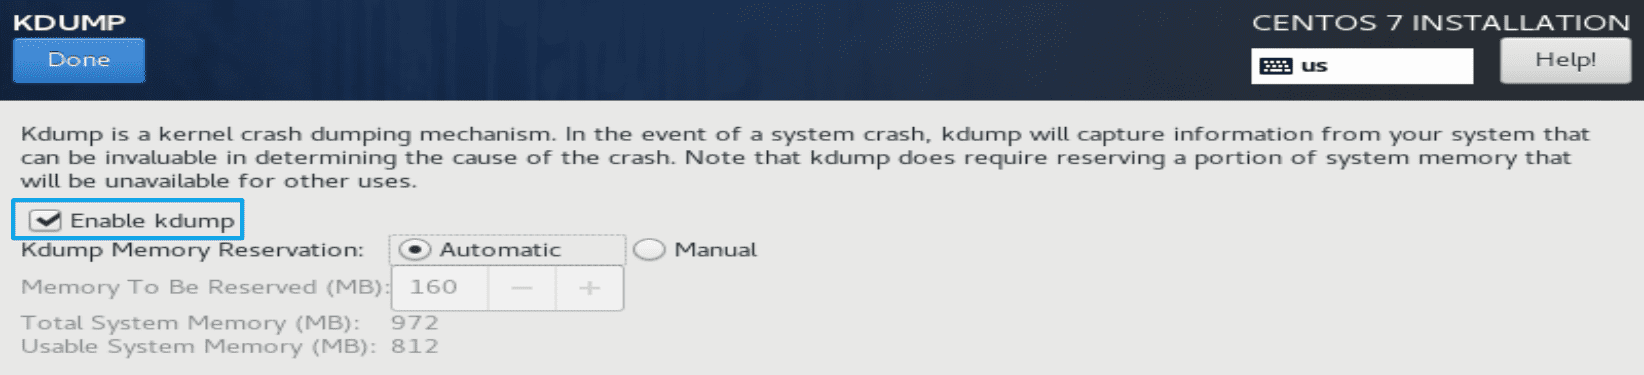 KDUMP
CENTOS 7 INSTALLATION
Done
us
Help!
Kdump is a kernel crash dumping mechanism. In the event of a system crash, kdump will capture information from your system that
can be invaluable in determining the cause of the crash. Note that kdump does require reserving a portion of system memory that
will be unavailable for other uses.
Enable kdump
Kdump Memory Reservation: Automatic Manual
Memory To Be Reserved (MB): 160 − +
Total System Memory (MB): 972
Usable System Memory (MB): 812